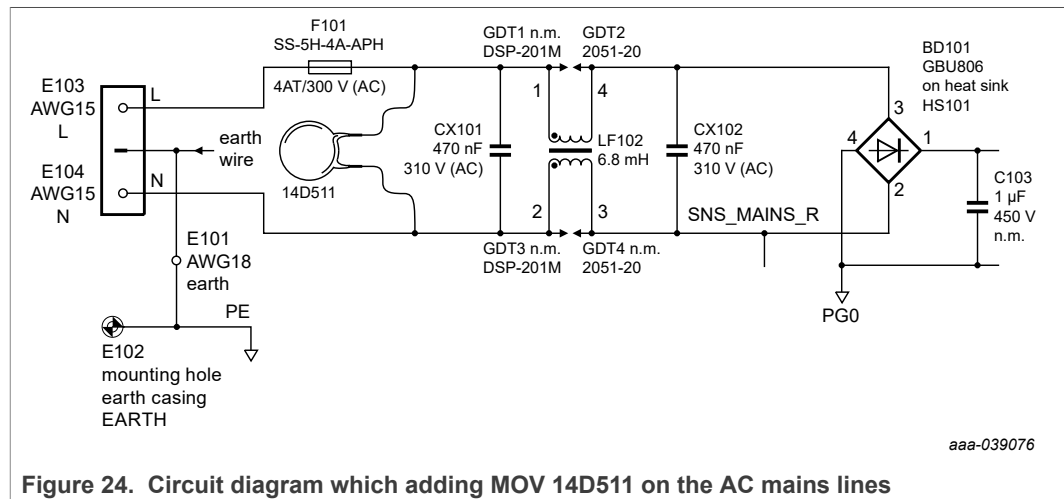 F101
SS-5H-4A-APH
4AT/300 V (AC)
GDT1 n.m.
DSP-201M
GDT2
2051-20
BD101
GBU806
on heat sink
HS101
E103
AWG15
L
L
earth
wire
E104
AWG15
N
N
14D511
CX101
470 nF
310 V (AC)
1
4
LF102
6.8 mH
2
3
CX102
470 nF
310 V (AC)
3
4
1
2
C103
1 µF
450 V
n.m.
SNS_MAINS_R
GDT3 n.m.
DSP-201M
GDT4 n.m.
2051-20
PG0
E101
AWG18
earth
PE
E102
mounting hole
earth casing
EARTH
aaa-039076
Figure 24. Circuit diagram which adding MOV 14D511 on the AC mains lines